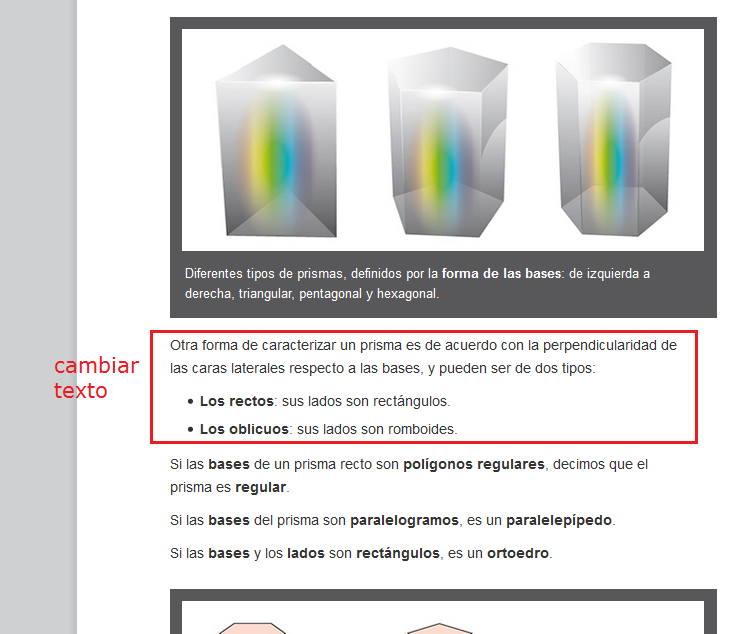 Diferentes tipos de prismas, definidos por la forma de las bases: de izquierda a
derecha, triangular, pentagonal y hexagonal.
cambiar
texto
Otra forma de caracterizar un prisma es de acuerdo con la perpendicularidad de
las caras laterales respecto a las bases, y pueden ser de dos tipos:
• Los rectos: sus lados son rectángulos.
• Los oblicuos: sus lados son romboides.
Si las bases de un prisma recto son polígonos regulares, decimos que el
prisma es regular.
Si las bases del prisma son paralelogramos, es un paralelepípedo.
Si las bases y los lados son rectángulos, es un ortoedro.